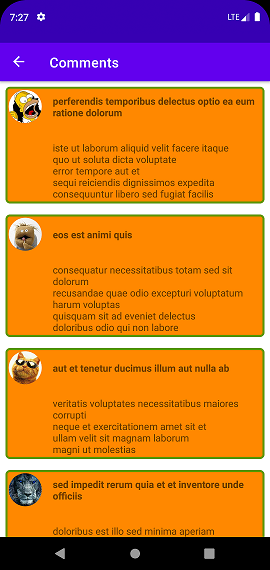 7:27
LTE
Comments
perferendis temporibus delectus optio ea eum
ratione dolorum
iste ut laborum aliquid velit facere itaque
quo ut soluta dicta voluptate
error tempore aut et
sequi reiciendis dignissimos expedita
consequuntur libero sed fugiat facilis
eos est animi quis
consequatur necessitatibus totam sed sit
dolorum
recusandae quae odio excepturi voluptatum
harum voluptas
quisquam sit ad eveniet delectus
doloribus odio qui non labore
aut et tenetur ducimus illum aut nulla ab
veritatis voluptates necessitatibus maiores
corrupti
neque et exercitationem amet sit et
ullam velit sit magnam laborum
magni ut molestias
sed impedit rerum quia et et inventore unde
officiis
doloribus est illo sed minima aperiam